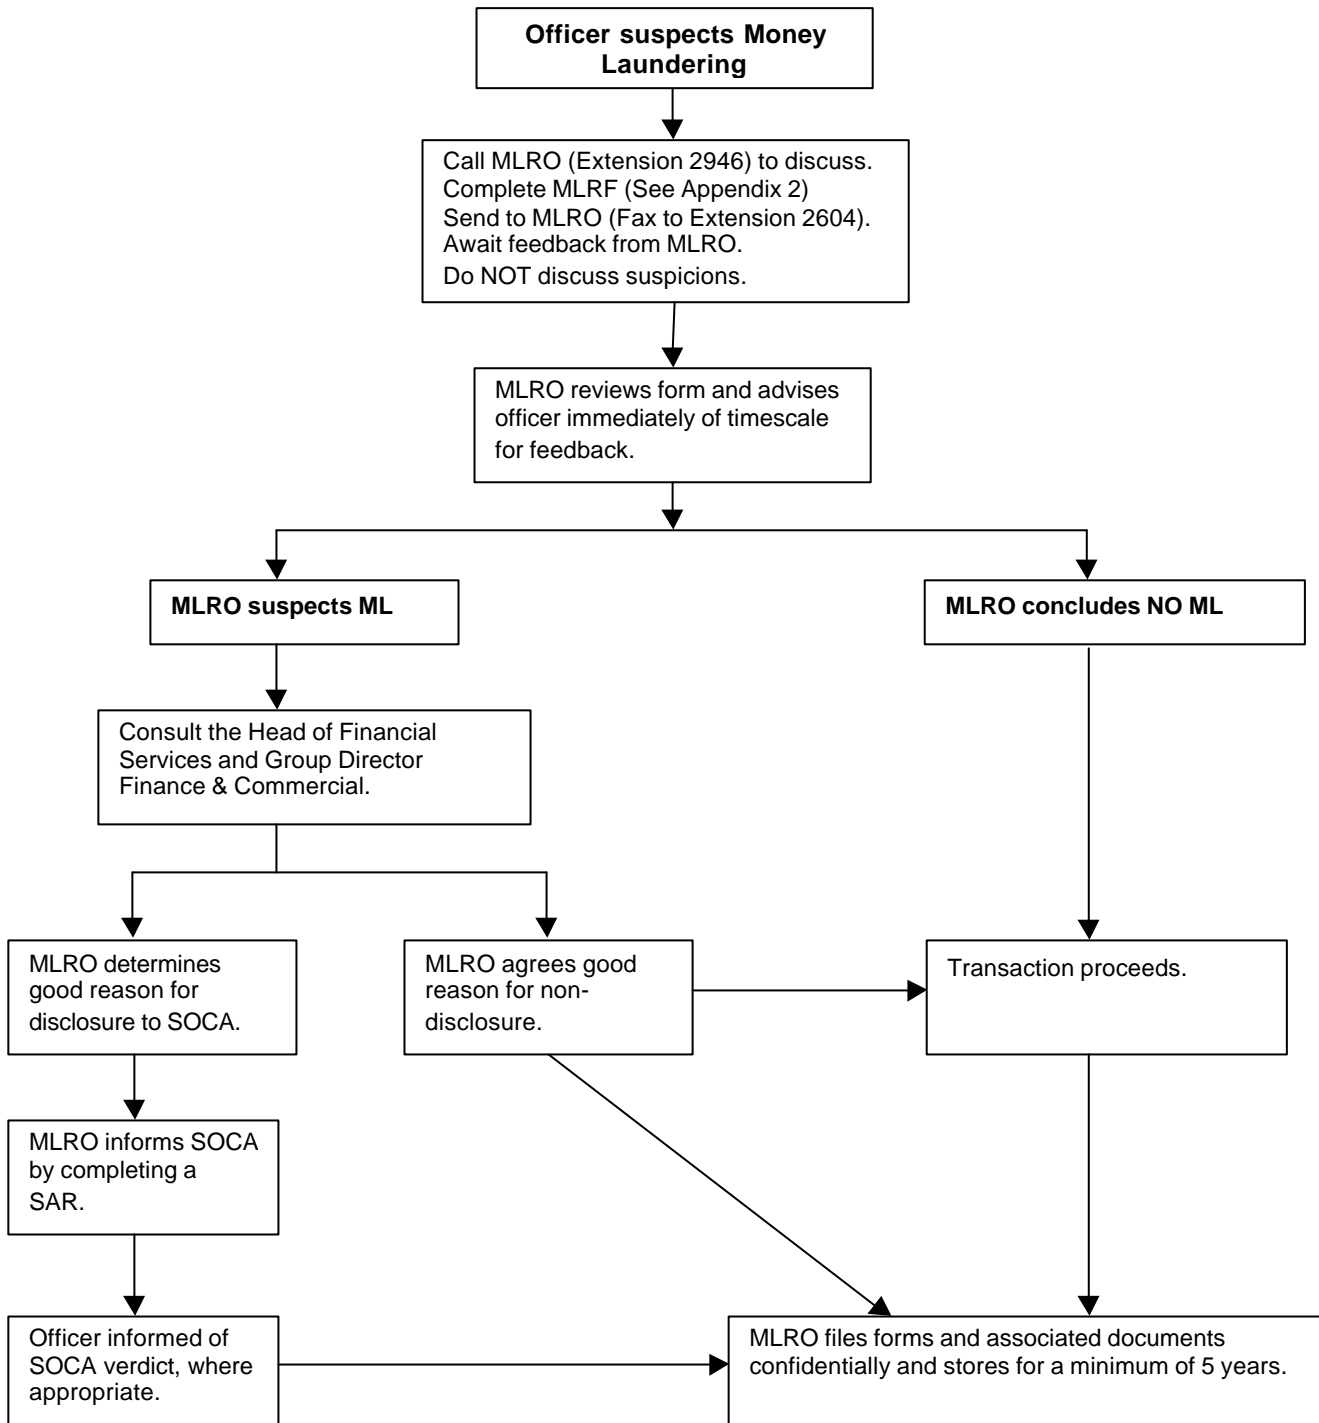 Officer suspects Money
Laundering
Call MLRO (Extension 2946) to discuss.
Complete MLRF (See Appendix 2)
Send to MLRO (Fax to Extension 2604).
Await feedback from MLRO.
Do NOT discuss suspicions.
MLRO reviews form and advises
officer immediately of timescale
for feedback.
MLRO suspects ML
MLRO concludes NO ML
Consult the Head of Financial
Services and Group Director
Finance & Commercial.
MLRO determines
good reason for
disclosure to SOCA.
MLRO agrees good
reason for non-
disclosure.
Transaction proceeds.
MLRO informs SOCA
by completing a
SAR.
Officer informed of
SOCA verdict, where
appropriate.
MLRO files forms and associated documents
confidentially and stores for a minimum of 5 years.